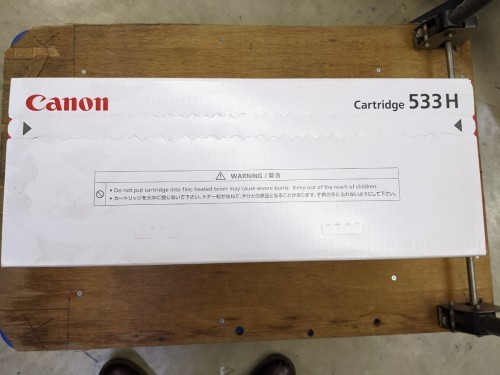 Canon
Cartridge 533 H
WARNING / 警告
• Do not put cartridge into fire; heated toner may cause severe burns. Keep out of the reach of children.
• カートリッジを火中に投じないで下さい。トナー粉がはねて、やけどの原因となることがあります。子供の手にふれないようにして下さい。